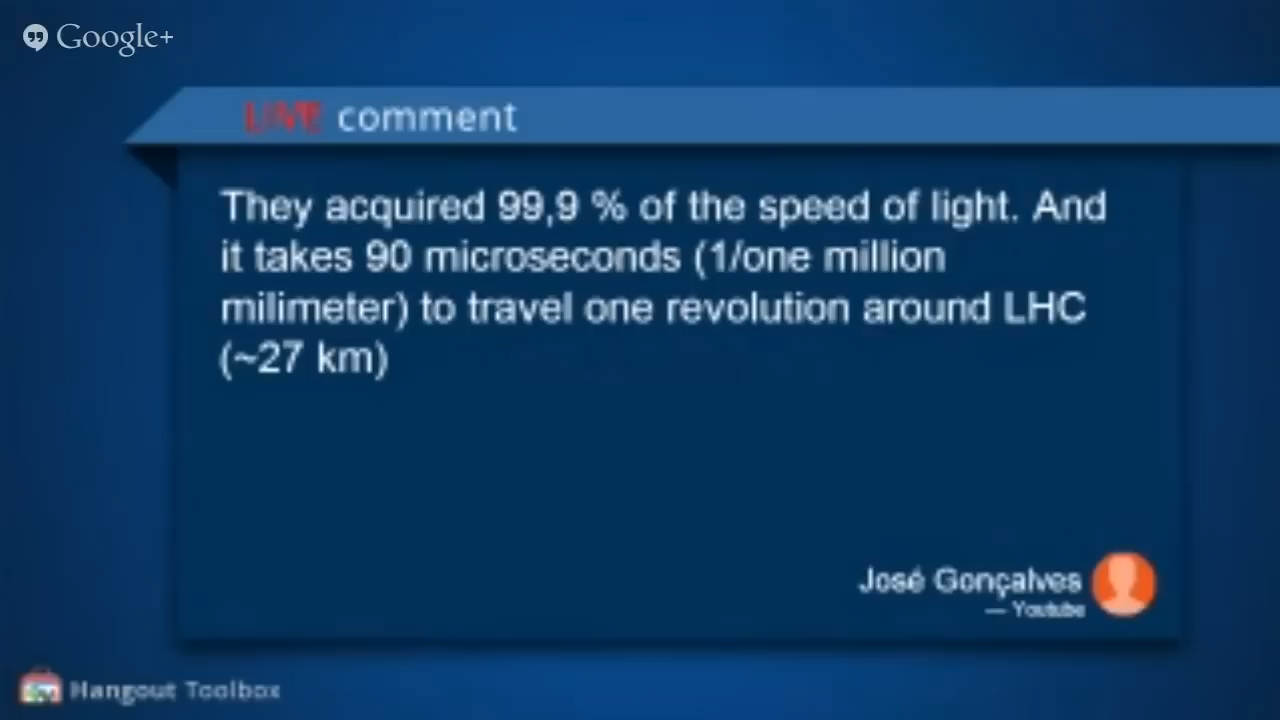 Google+
LIVE comment
They acquired 99,9 % of the speed of light. And
it takes 90 microseconds (1/one million
milimeter) to travel one revolution around LHC
(~27 km)
José Gonçalves
— Youtube
Hangout Toolbox